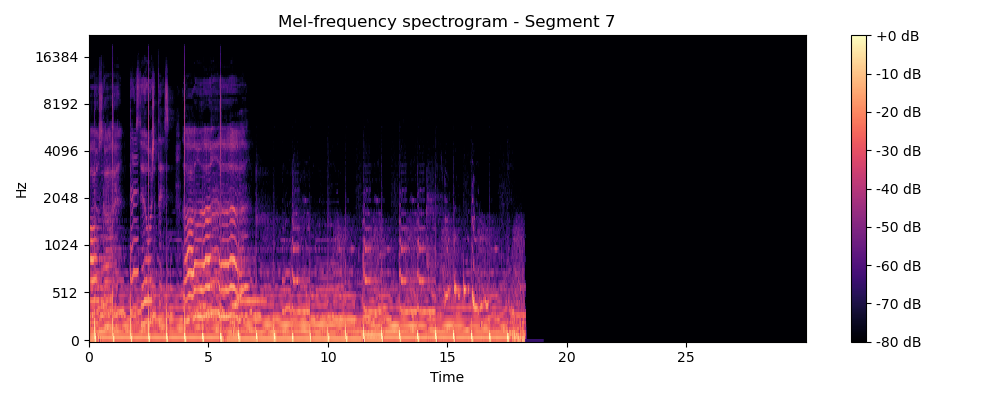 Mel-frequency spectrogram - Segment 7
Hz
16384
8192
4096
2048
1024
512
0
0 5 10 15 20 25
Time
+0 dB
-10 dB
-20 dB
-30 dB
-40 dB
-50 dB
-60 dB
-70 dB
-80 dB